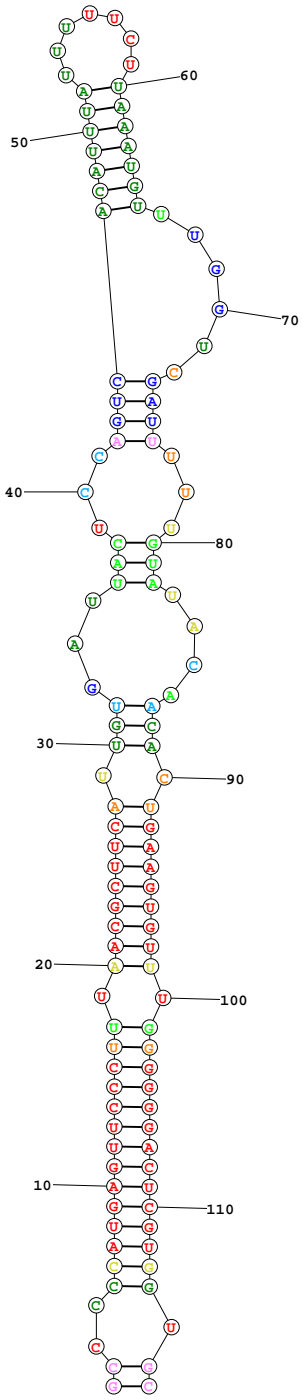 U U
U C
U U
U 60
A U
U A
50 U A
U A
A U
C G
A U U
U
G
G 70
U
C
C G
U A
G U
A U
C U
40 C U
U U
C G 80
A U
U A
U U
A
A
C
G A
U A
G C
30 U A
U C 90
A U
C G
U A
U A
C G
G U
C G
A U
20 A U
U U 100
U G
U G
C G
C G
C G
U G
U A
G C
10 A U
G C 110
U G
A U
C G
C G
C
U
C
C G
G C